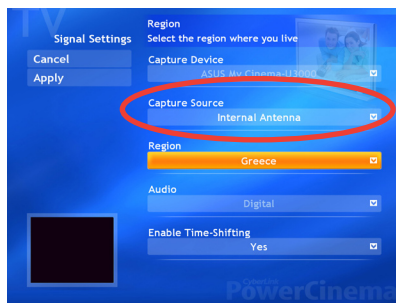 TV
Signal Settings
Cancel
Apply
Region
Select the region where you live
Capture Device
ASUS My Cinema-U3000
Capture Source
Internal Antenna
Region
Greece
Audio
Digital
Enable Time-Shifting
Yes
CyberLink
PowerCinema